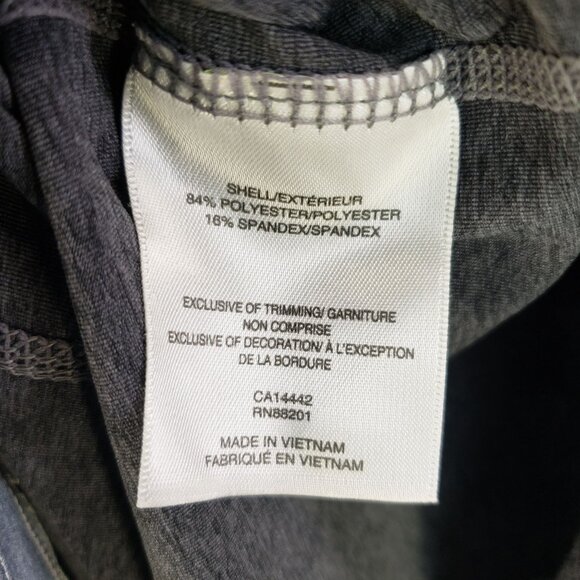 SHELL/EXTÉRIEUR
84% POLYESTER/POLYESTER
16% SPANDEX/SPANDEX
EXCLUSIVE OF TRIMMING/ GARNITURE
NON COMPRISE
EXCLUSIVE OF DECORATION/ À L'EXCEPTION
DE LA BORDURE
CA14442
RN88201
MADE IN VIETNAM
FABRIQUÉ EN VIETNAM